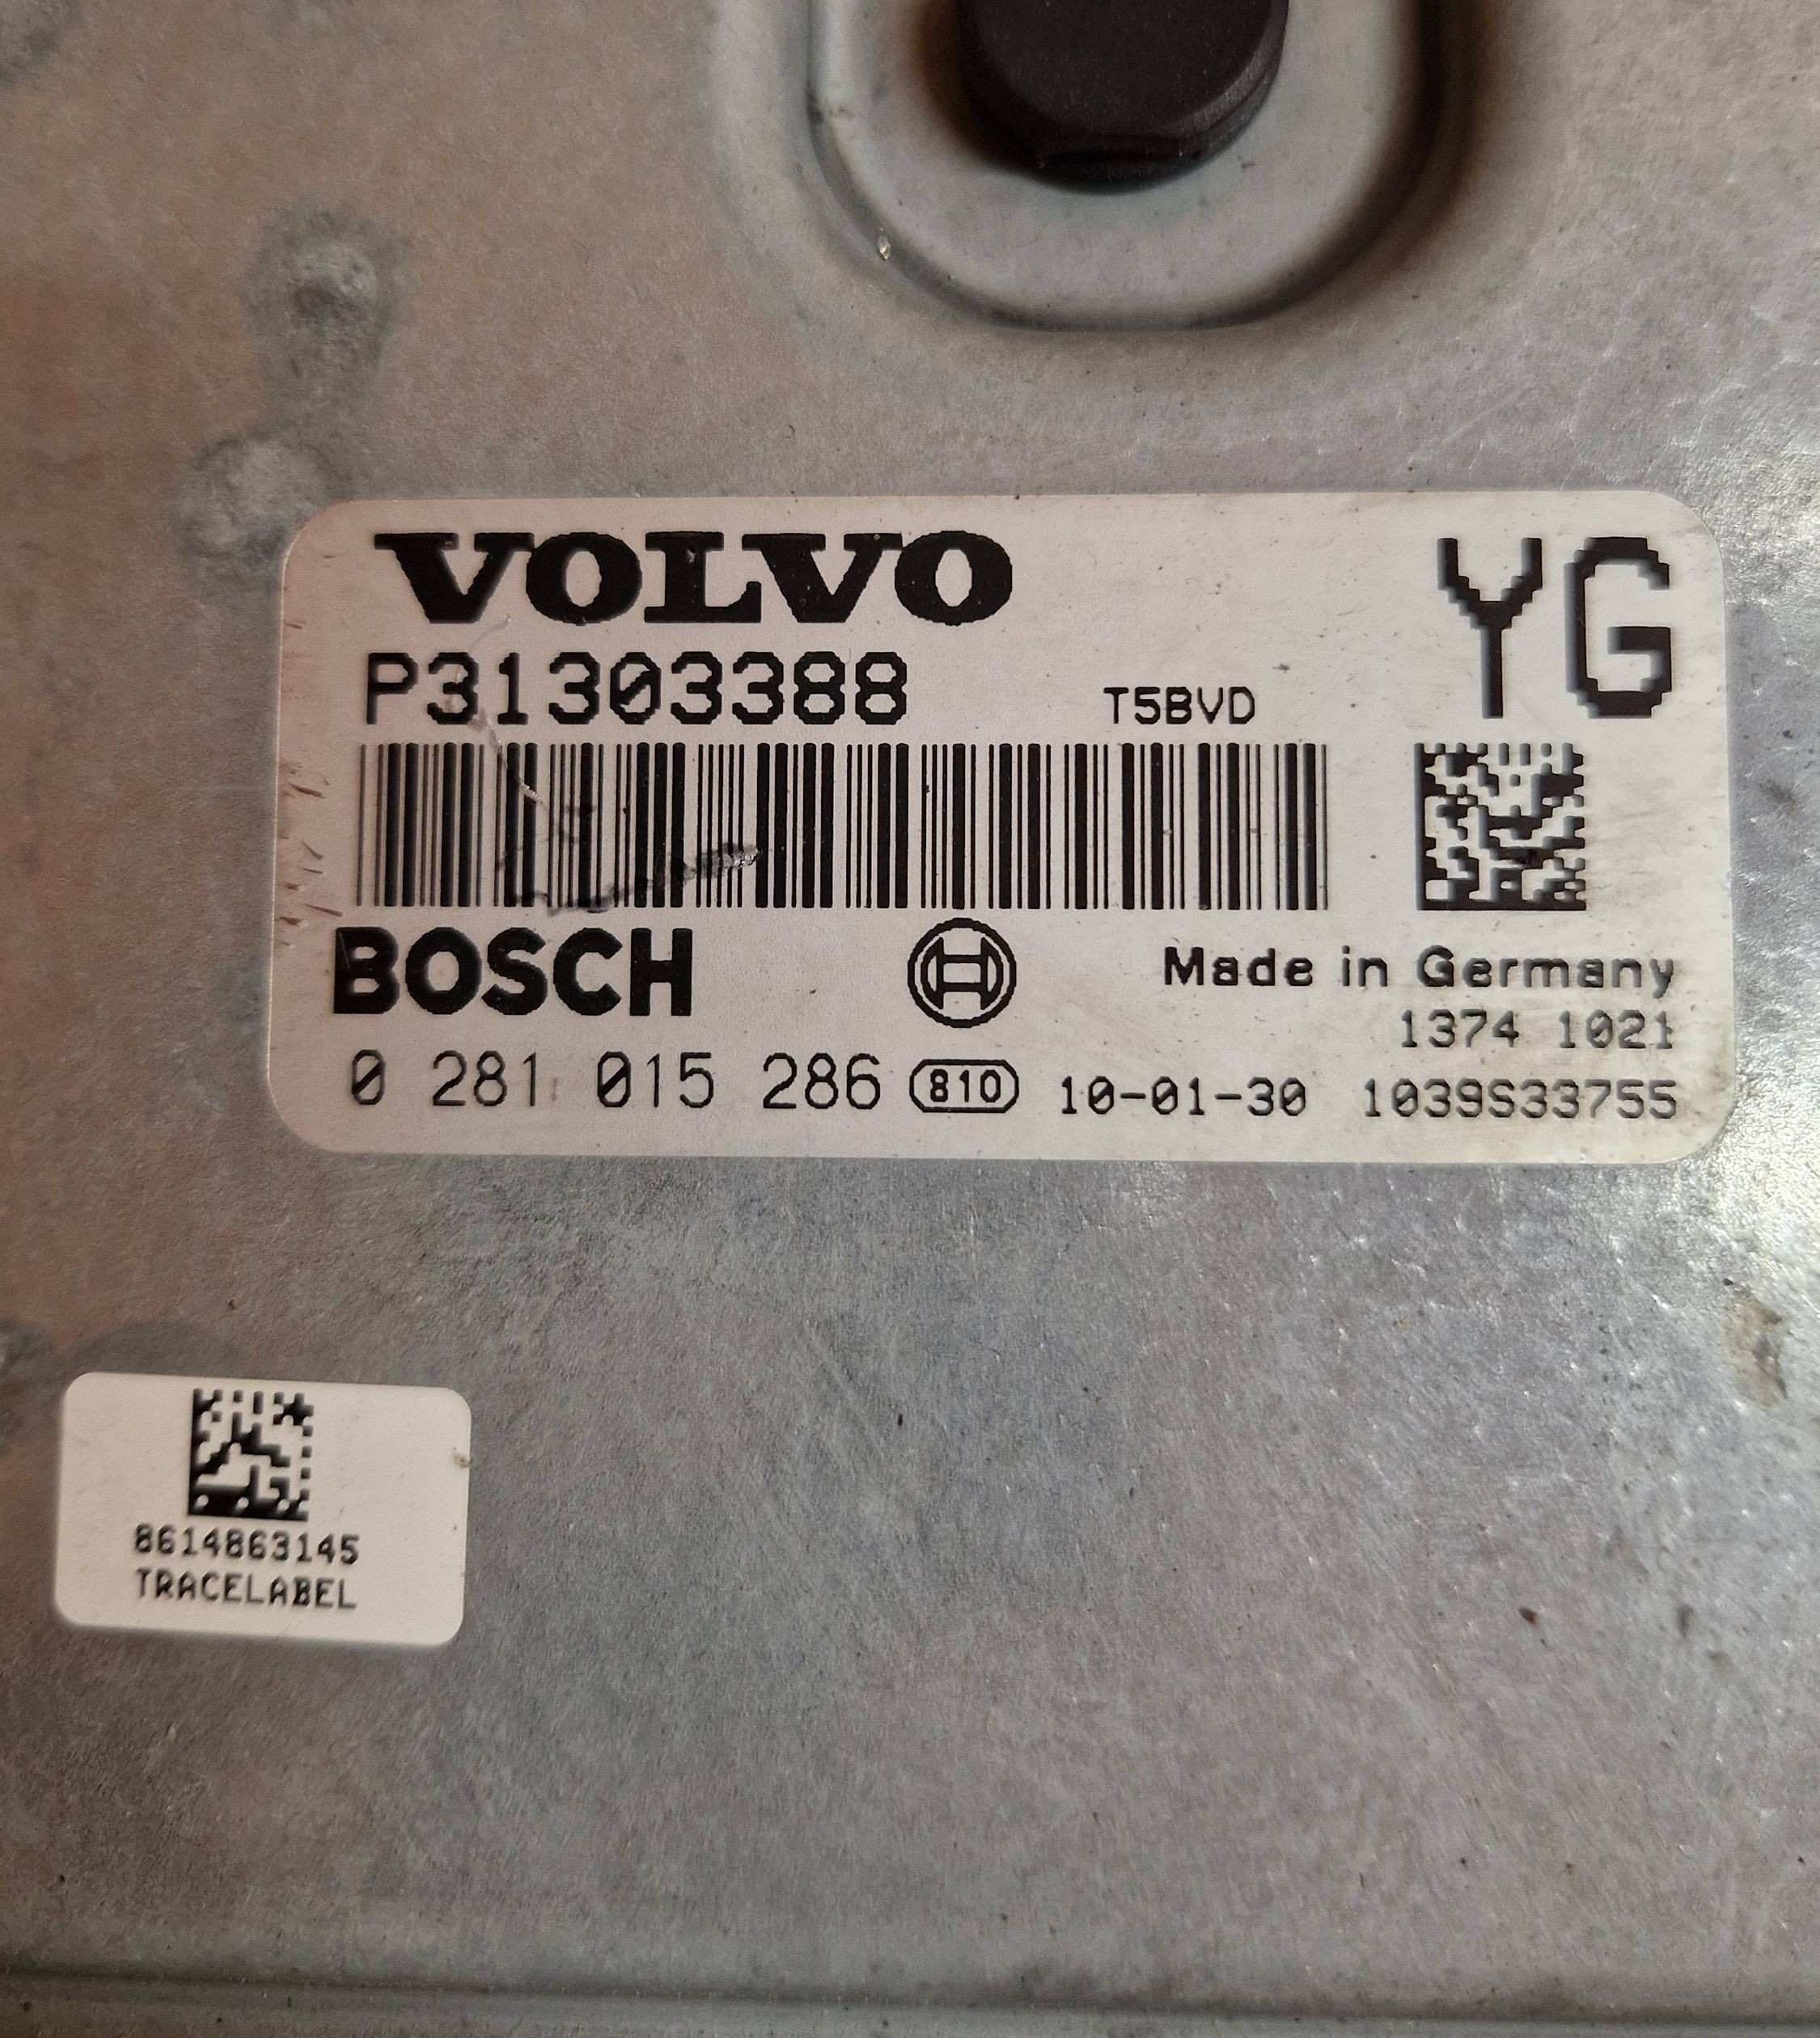 VOLVO YG
P31303388 T5BVD
BOSCH Made in Germany
1374 1021
0 281 015 286 810 10-01-30 1039S33755
8614863145
TRACELABEL